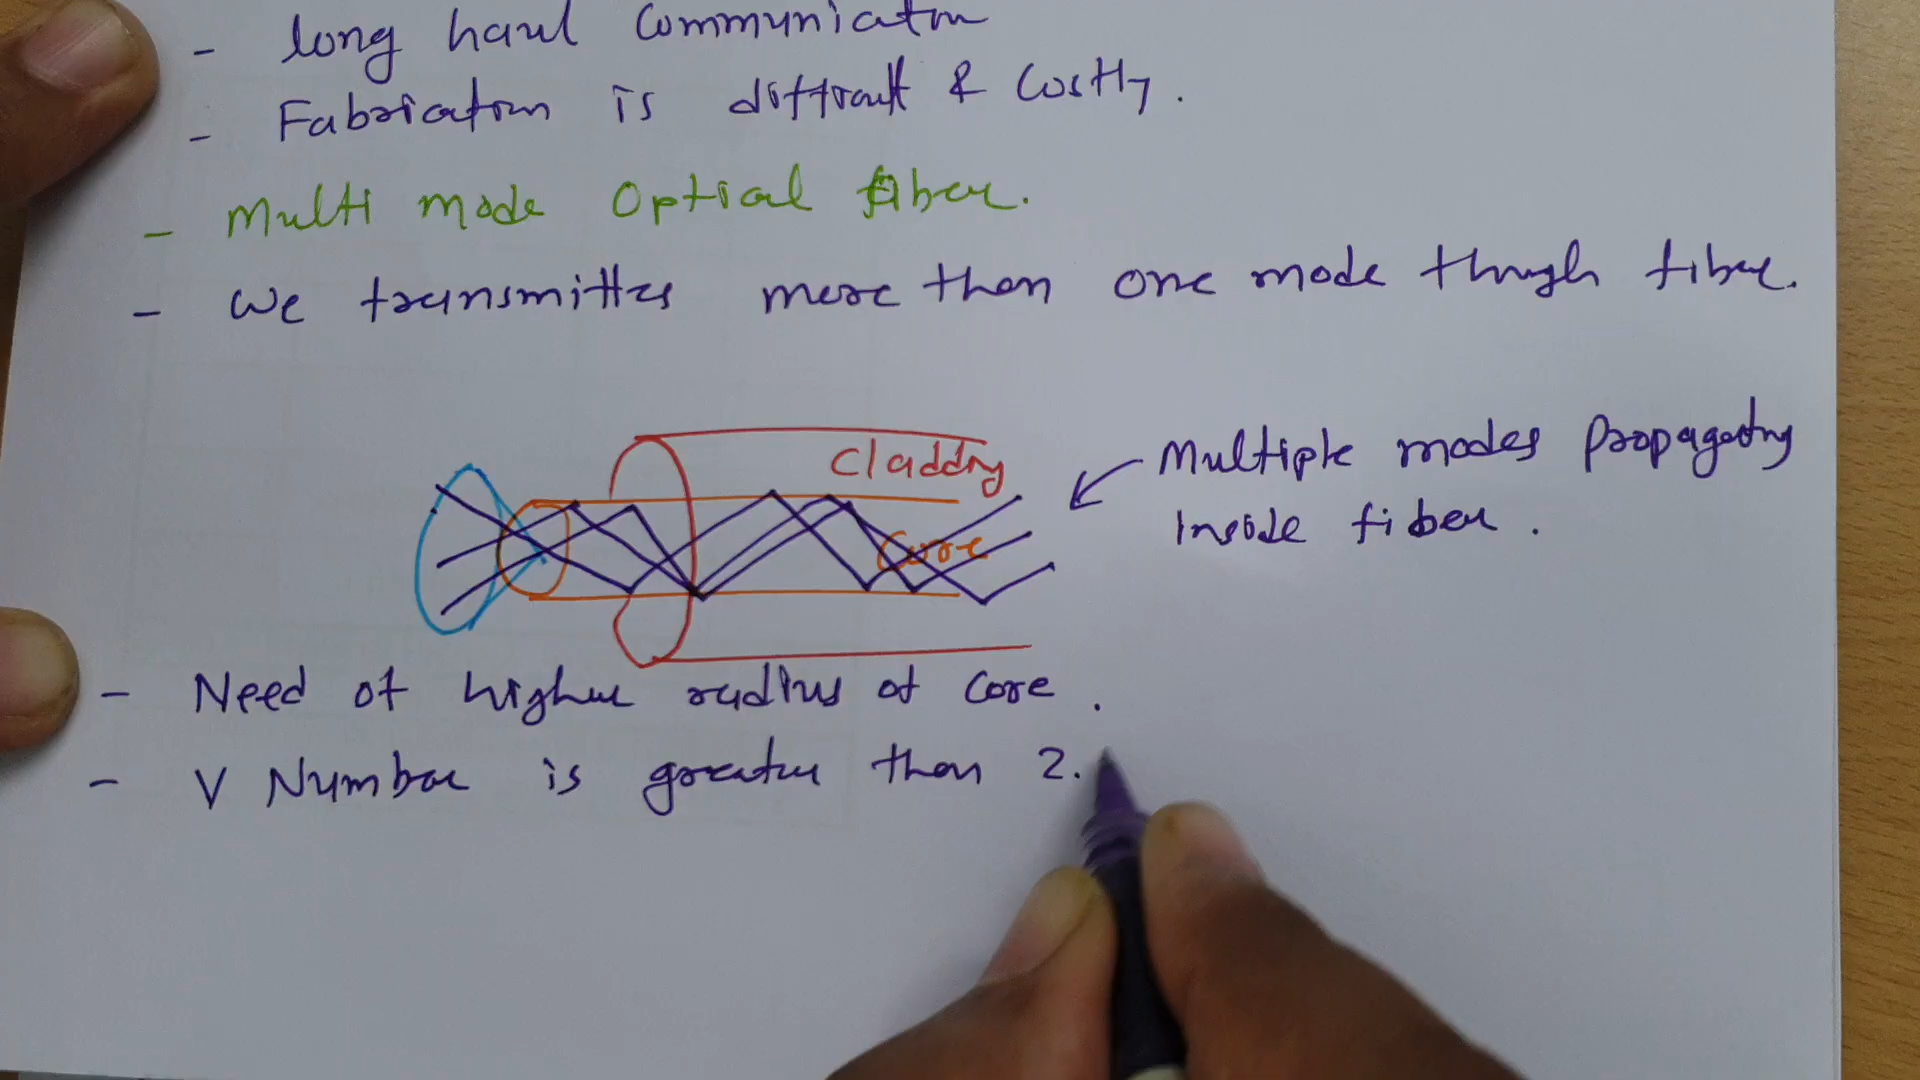 - long haul communication
- Fabrication is difficult & costly.
- Multi mode optical fiber.
- We transmittes more than one mode through fiber.
Cladding
Core
Multiple modes propagating
inside fiber.
- Need of higher radius of core.
- V Number is greater than 2.